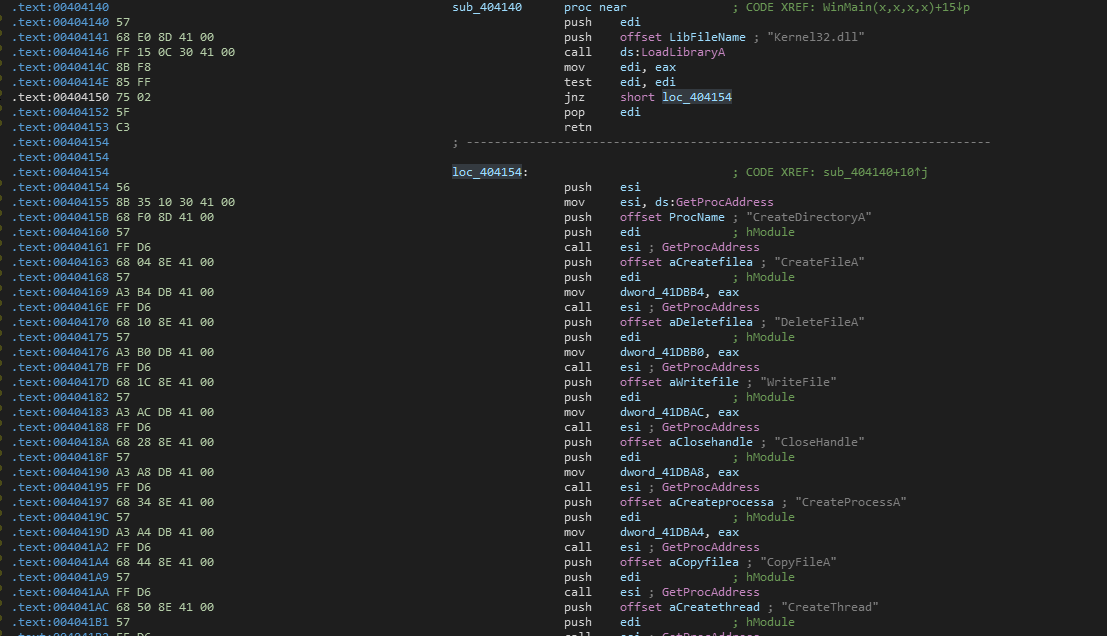 .text:00404140 sub_404140 proc near ; CODE XREF: WinMain(x,x,x,x)+15↓p
.text:00404140 57 push edi
.text:00404141 68 E0 8D 41 00 push offset LibFileName ; "Kernel32.dll"
.text:00404146 FF 15 0C 30 41 00 call ds:LoadLibraryA
.text:0040414C 8B F8 mov edi, eax
.text:0040414E 85 FF test edi, edi
.text:00404150 75 02 jnz short loc_404154
.text:00404152 5F pop edi
.text:00404153 C3 retn
.text:00404154 ; ---------------------------------------------------------------------------
.text:00404154
.text:00404154 loc_404154: ; CODE XREF: sub_404140+10↑j
.text:00404154 56 push esi
.text:00404155 8B 35 10 30 41 00 mov esi, ds:GetProcAddress
.text:0040415B 68 F0 8D 41 00 push offset ProcName ; "CreateDirectoryA"
.text:00404160 57 push edi ; hModule
.text:00404161 FF D6 call esi ; GetProcAddress
.text:00404163 68 04 8E 41 00 push offset aCreatefilea ; "CreateFileA"
.text:00404168 57 push edi ; hModule
.text:00404169 A3 B4 DB 41 00 mov dword_41DBB4, eax
.text:0040416E FF D6 call esi ; GetProcAddress
.text:00404170 68 10 8E 41 00 push offset aDeletefilea ; "DeleteFileA"
.text:00404175 57 push edi ; hModule
.text:00404176 A3 B0 DB 41 00 mov dword_41DBB0, eax
.text:0040417B FF D6 call esi ; GetProcAddress
.text:0040417D 68 1C 8E 41 00 push offset aWritefile ; "WriteFile"
.text:00404182 57 push edi ; hModule
.text:00404183 A3 AC DB 41 00 mov dword_41DBAC, eax
.text:00404188 FF D6 call esi ; GetProcAddress
.text:0040418A 68 28 8E 41 00 push offset aClosehandle ; "CloseHandle"
.text:0040418F 57 push edi ; hModule
.text:00404190 A3 A8 DB 41 00 mov dword_41DBA8, eax
.text:00404195 FF D6 call esi ; GetProcAddress
.text:00404197 68 34 8E 41 00 push offset aCreateprocessa ; "CreateProcessA"
.text:0040419C 57 push edi ; hModule
.text:0040419D A3 A4 DB 41 00 mov dword_41DBA4, eax
.text:004041A2 FF D6 call esi ; GetProcAddress
.text:004041A4 68 44 8E 41 00 push offset aCopyfilea ; "CopyFileA"
.text:004041A9 57 push edi ; hModule
.text:004041AA FF D6 call esi ; GetProcAddress
.text:004041AC 68 50 8E 41 00 push offset aCreatethread ; "CreateThread"
.text:004041B1 57 push edi ; hModule